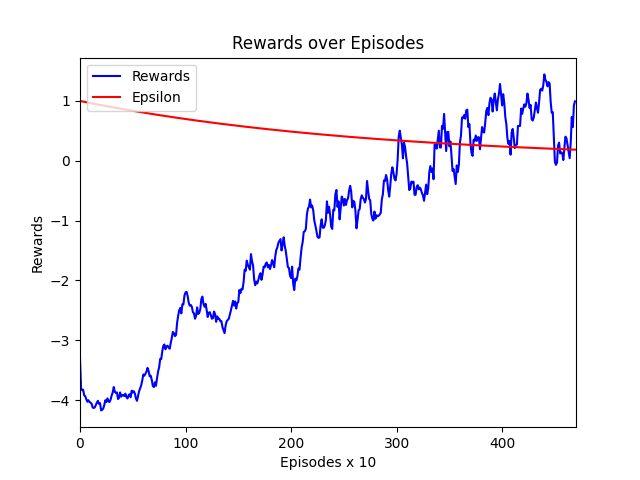 Rewards over Episodes
Rewards
Epsilon
1
0
−1
−2
−3
−4
Rewards
0 100 200 300 400
Episodes x 10